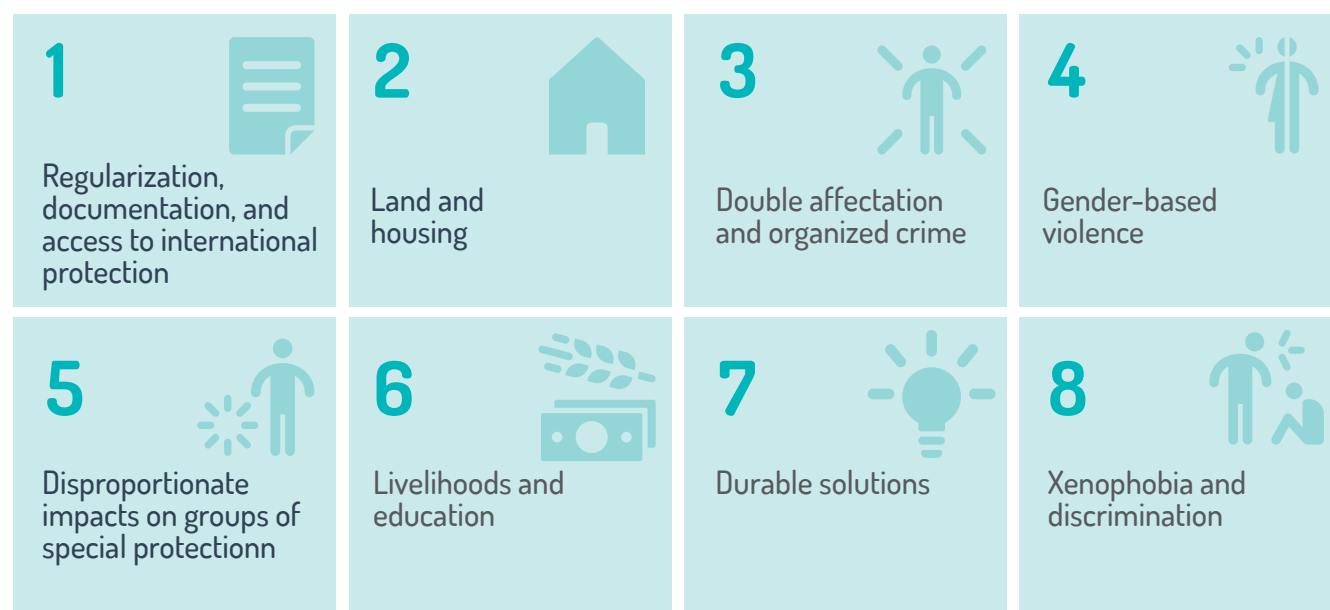 1
Regularization,
documentation, and
access to international
protection
2
Land and
housing
3
Double affectation
and organized crime
4
Gender-based
violence
5
Disproportionate
impacts on groups of
special protectionn
6
Livelihoods and
education
7
Durable solutions
8
Xenophobia and
discrimination